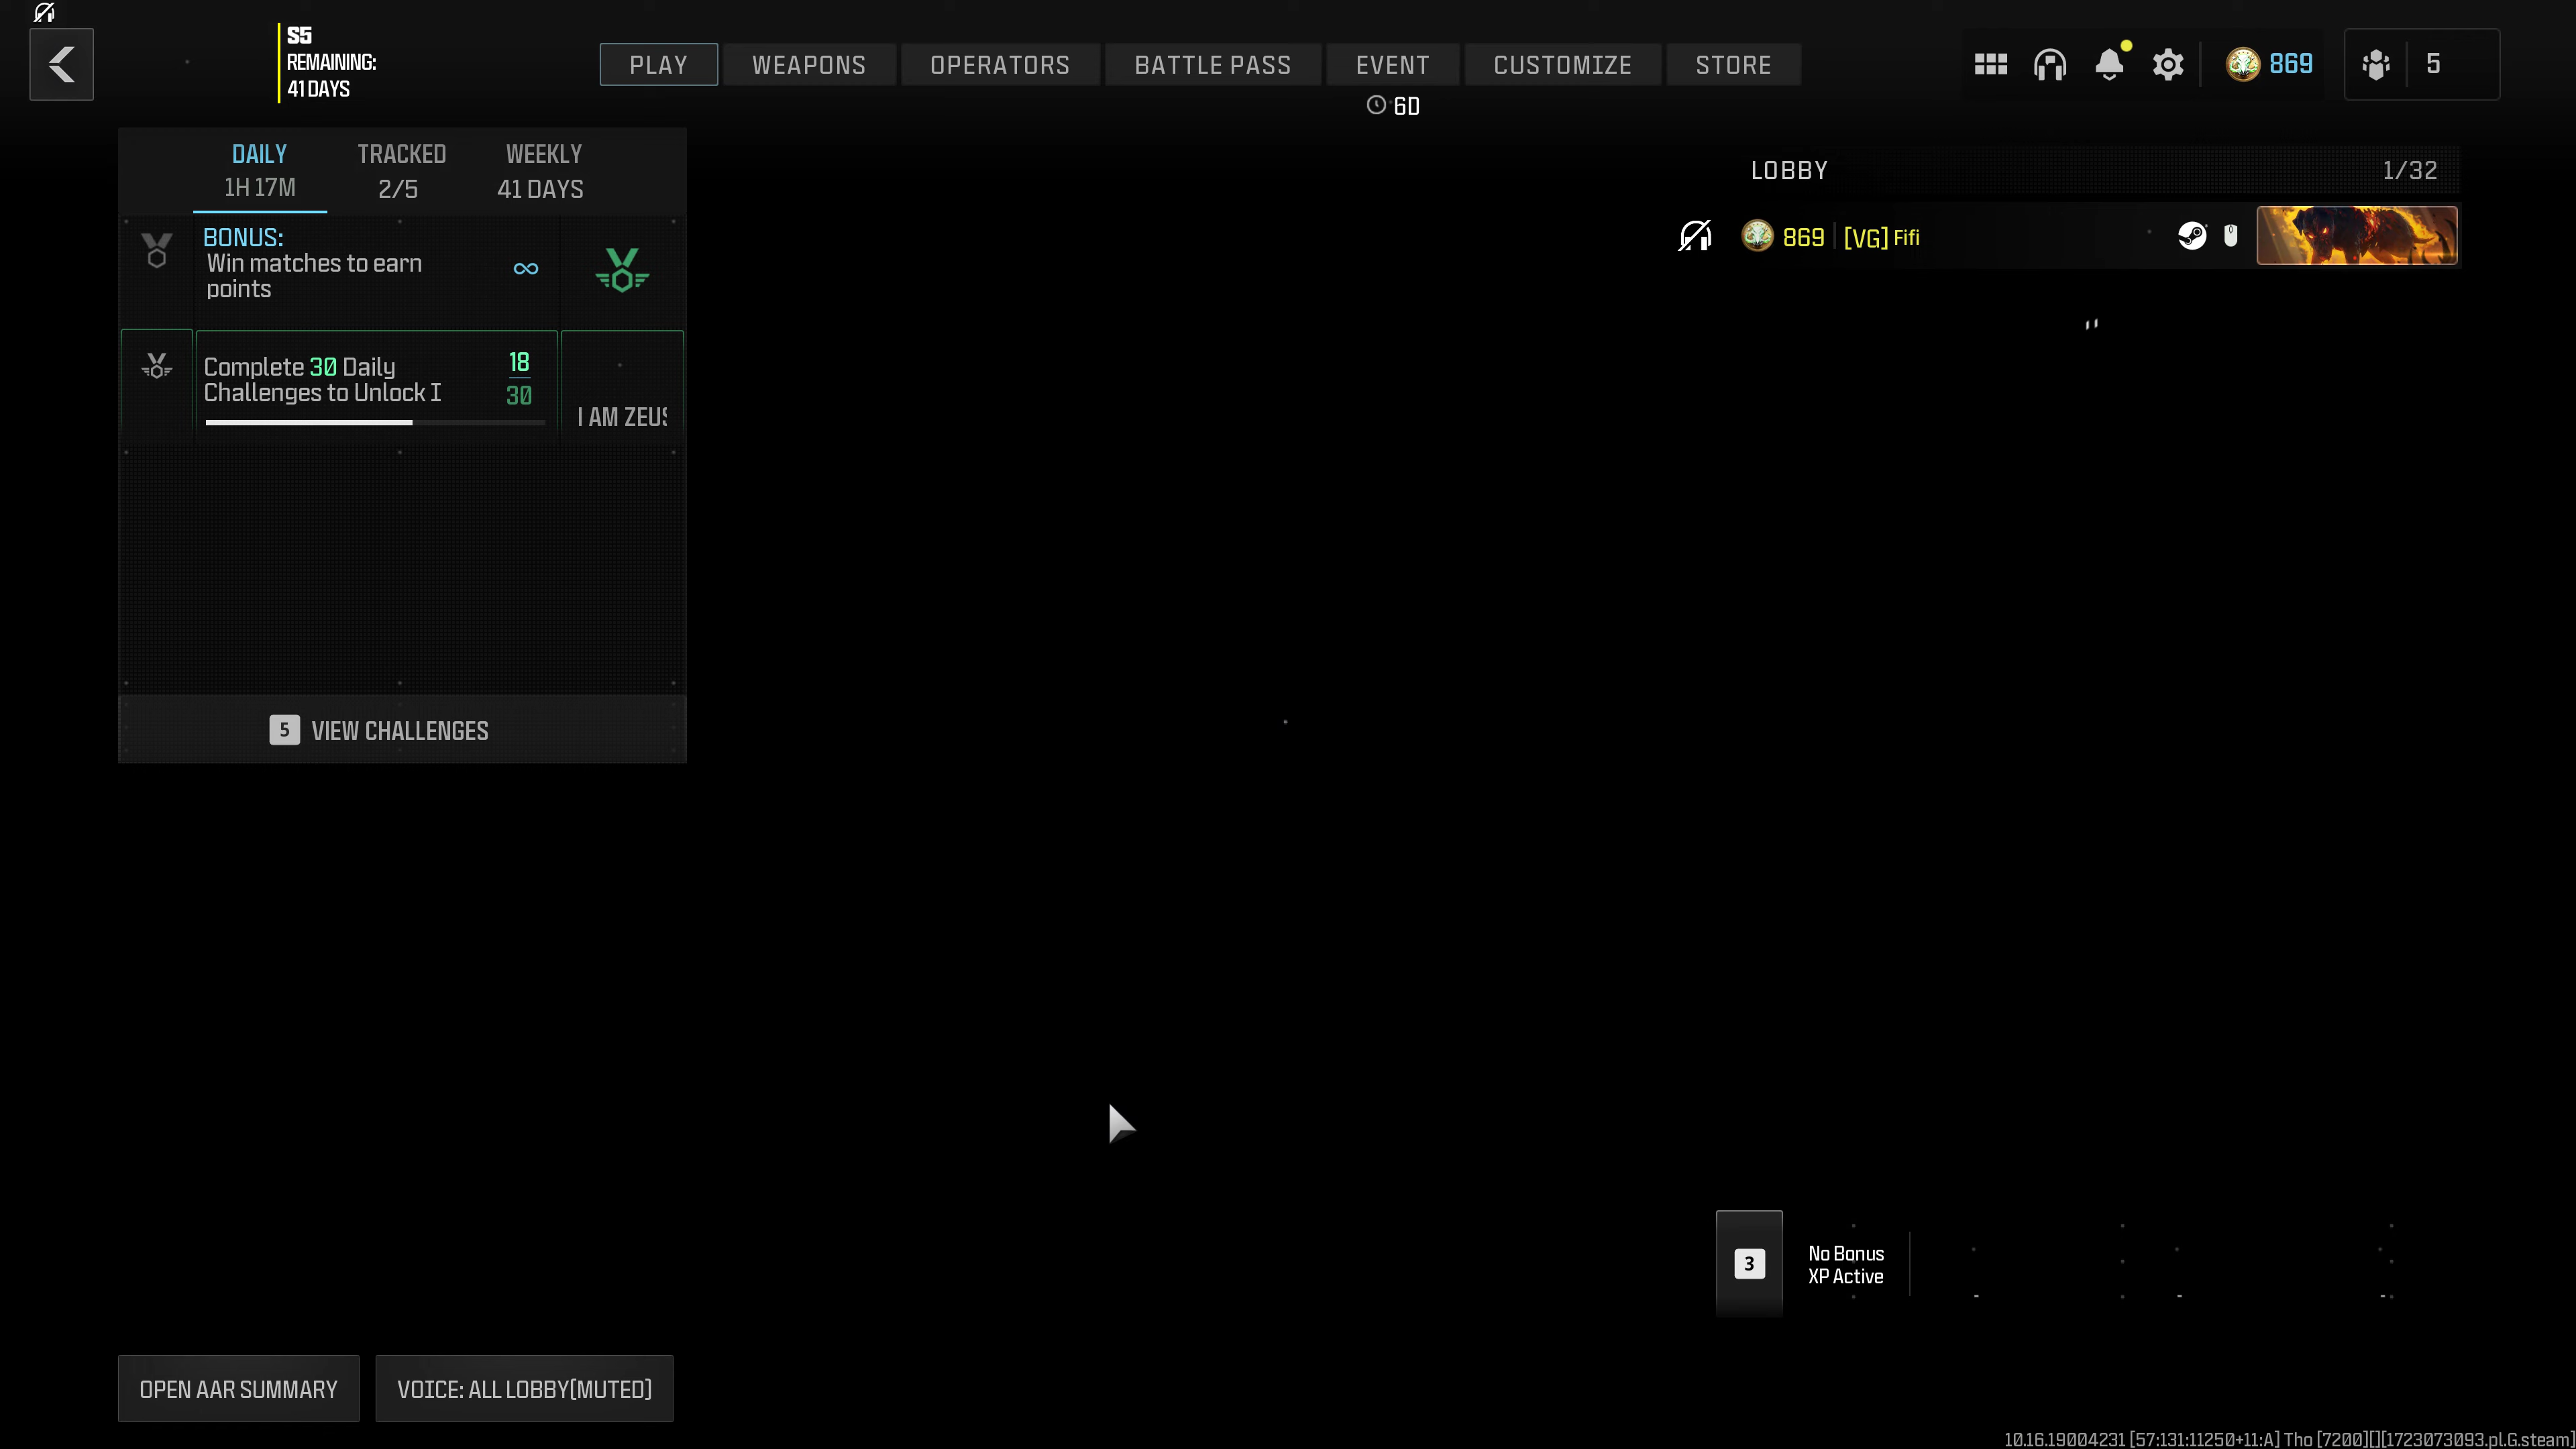 S5
REMAINING:
41 DAYS
PLAY
WEAPONS
OPERATORS
BATTLE PASS
EVENT
CUSTOMIZE
STORE
869
5
6D
DAILY
1H 17M
TRACKED
2/5
WEEKLY
41 DAYS
BONUS:
Win matches to earn
points
∞
Complete 30 Daily
Challenges to Unlock I
18
30
I AM ZEUS
5 VIEW CHALLENGES
LOBBY
1/32
869
[VG] Fifi
3
No Bonus
XP Active
OPEN AAR SUMMARY
VOICE: ALL LOBBY(MUTED)
10.16.19004231 [57:131:11250+11:A] Tho [7200][][1723073093.pl.G.steam]